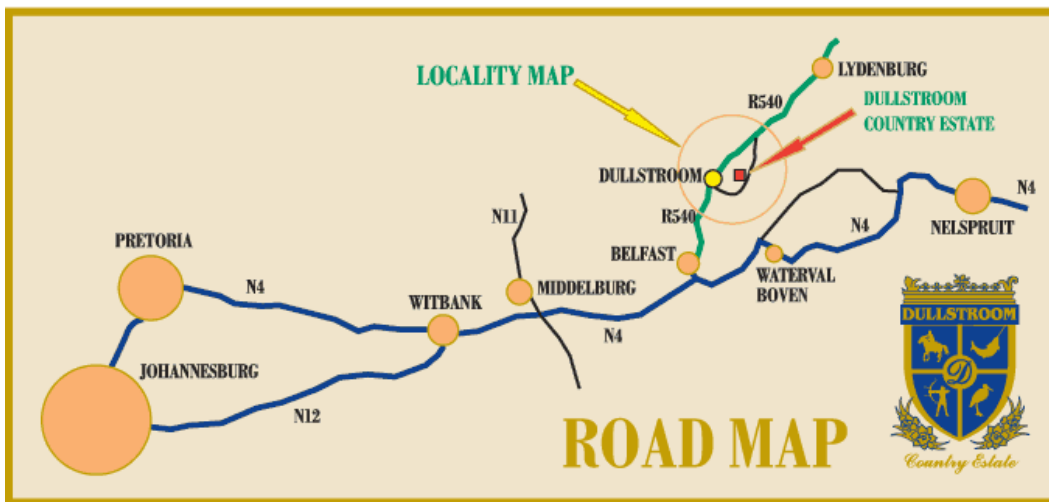 LOCALITY MAP
LYDENBURG
R540
DULLSTROOM
COUNTRY ESTATE
DULLSTROOM
N11
R540
N4
N4
NELSPRUIT
PRETORIA
BELFAST
WATERVAL
BOVEN
N4
MIDDELBURG
WITBANK
N4
JOHANNESBURG
N12
ROAD MAP
DULLSTROOM
D
Country Estate